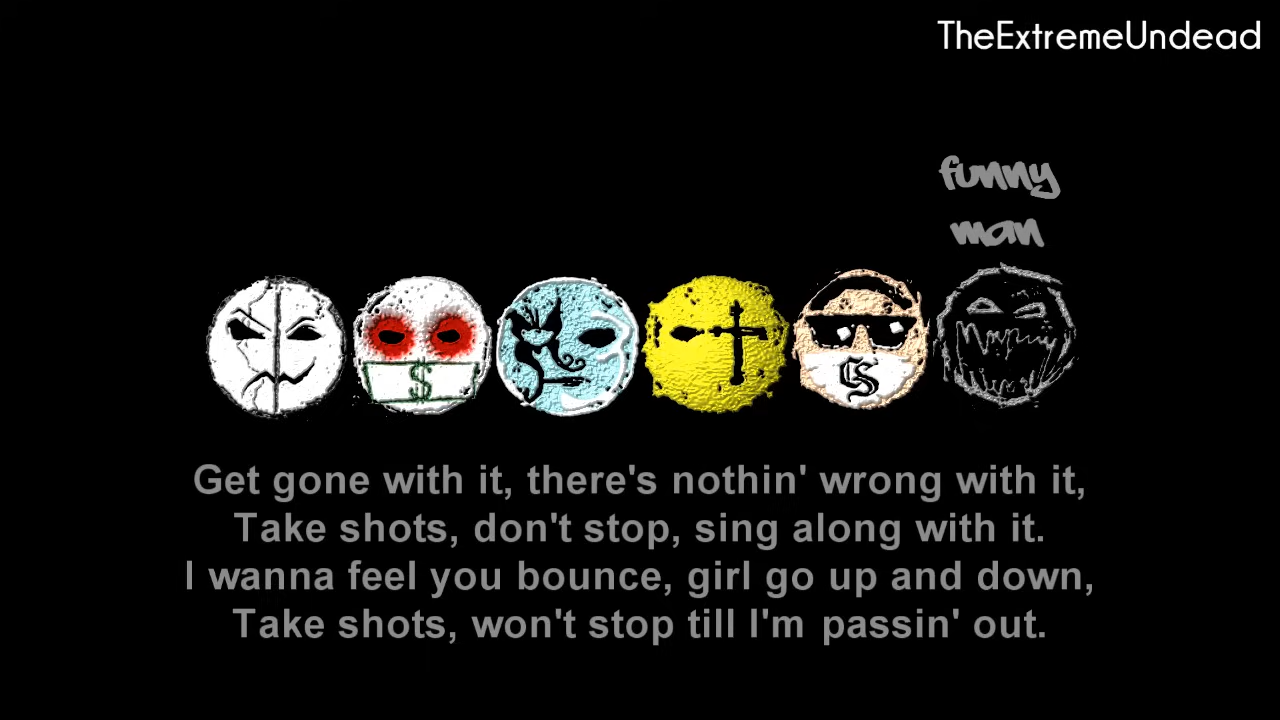 TheExtremeUndead
funny
man
$
S
Get gone with it, there's nothin' wrong with it,
Take shots, don't stop, sing along with it.
I wanna feel you bounce, girl go up and down,
Take shots, won't stop till I'm passin' out.